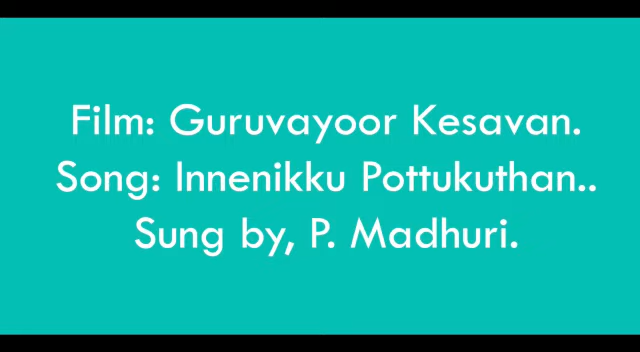 Film: Guruvayoor Kesavan.
Song: Innenikku Pottukuthan..
Sung by, P. Madhuri.